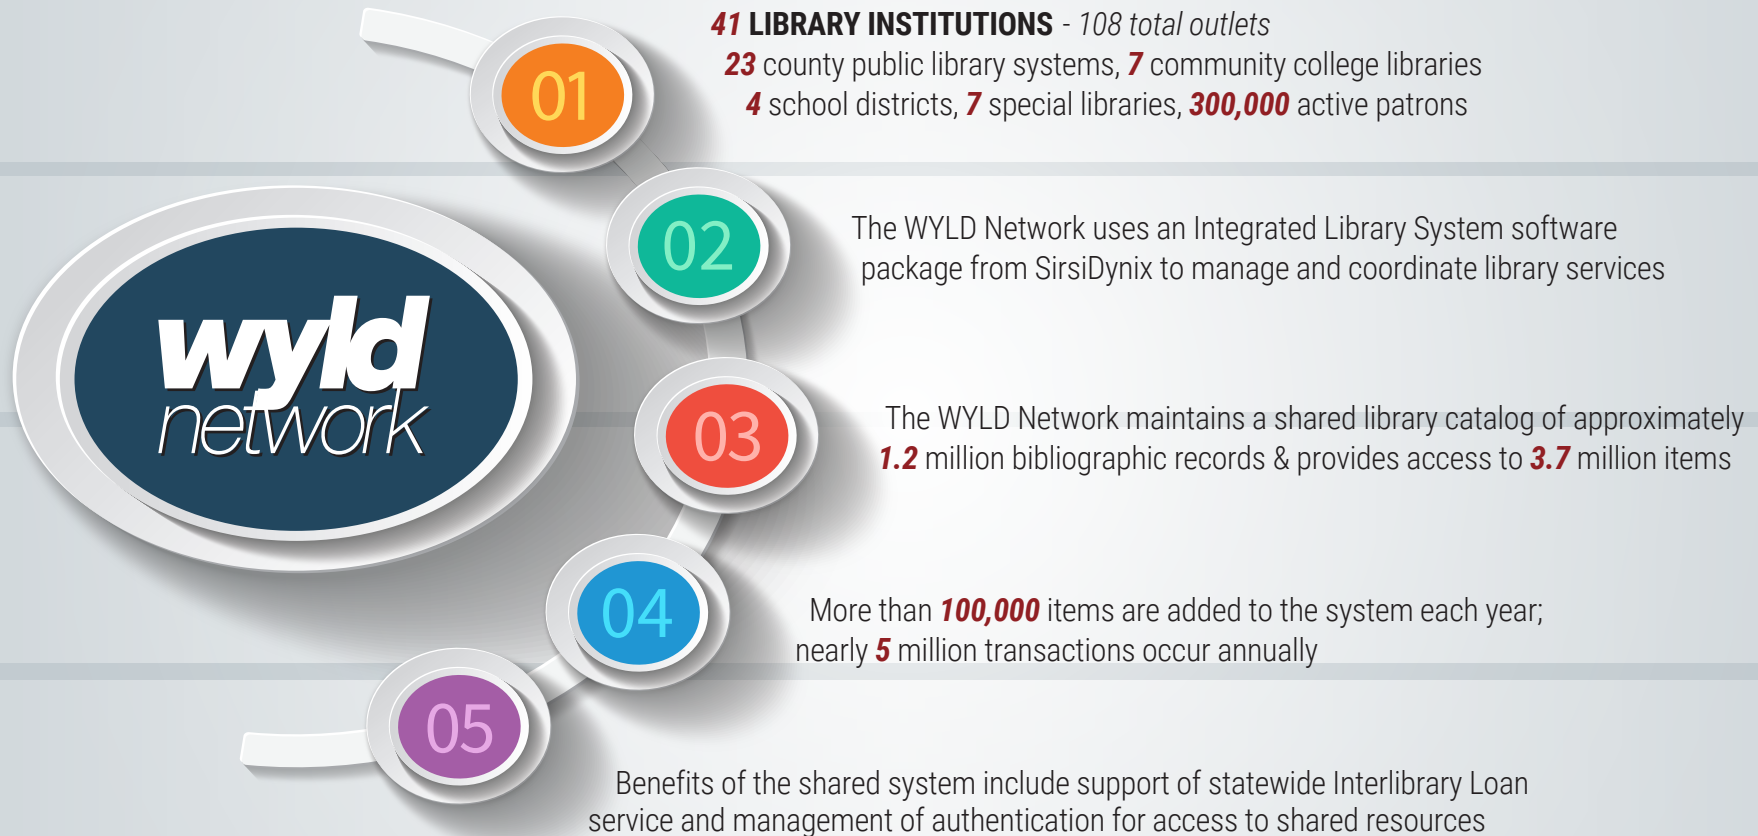 01
41 LIBRARY INSTITUTIONS - 108 total outlets
23 county public library systems, 7 community college libraries
4 school districts, 7 special libraries, 300,000 active patrons
02
The WYLD Network uses an Integrated Library System software
package from SirsiDynix to manage and coordinate library services
wyld
network
03
The WYLD Network maintains a shared library catalog of approximately
1.2 million bibliographic records & provides access to 3.7 million items
04
More than 100,000 items are added to the system each year;
nearly 5 million transactions occur annually
05
Benefits of the shared system include support of statewide Interlibrary Loan
service and management of authentication for access to shared resources